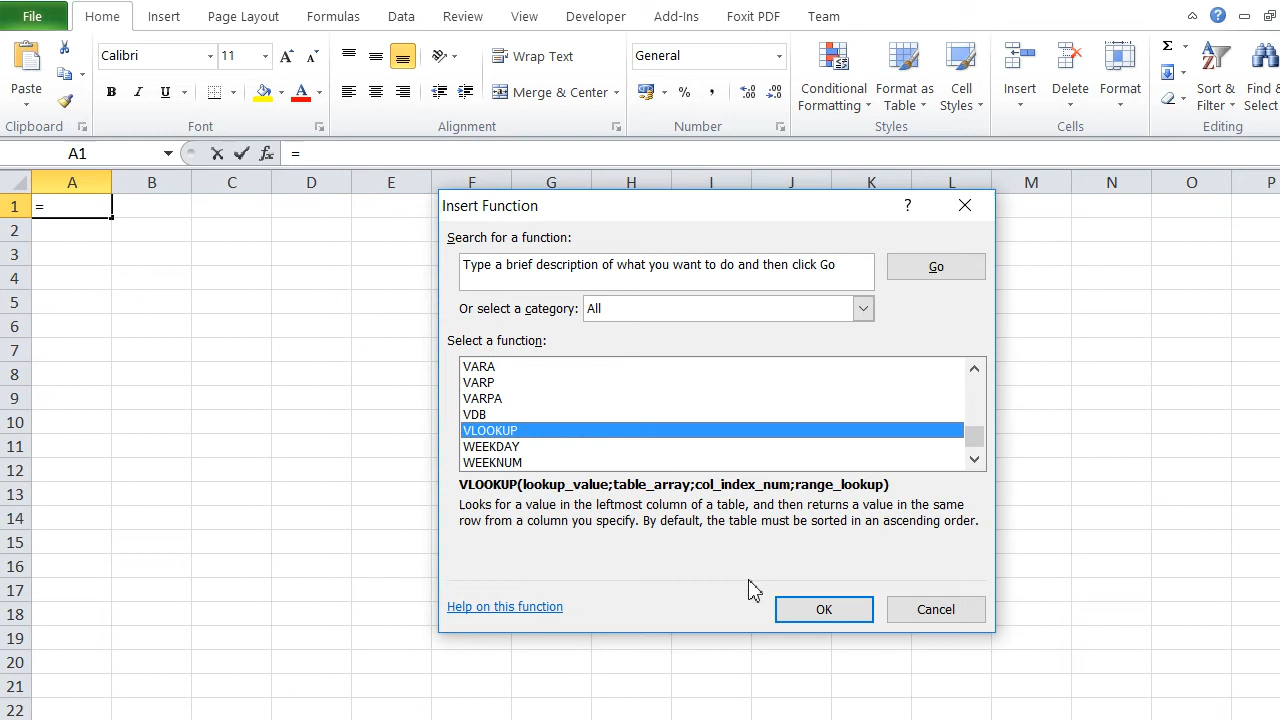 File Home Insert Page Layout Formulas Data Review View Developer Add-Ins Foxit PDF Team
Calibri 11 Wrap Text General
Paste B I U Merge & Center % , Conditional Formatting Format as Table Cell Styles Insert Delete Format Σ Sort & Filter Find & Select
Clipboard Font Alignment Number Styles Cells Editing
A1 fx =
A B C D E F G H I J K L M N O P
1 =
2
3
4
5
6
7
8
9
10
11
12
13
14
15
16
17
18
19
20
21
22
Insert Function ?
Search for a function:
Type a brief description of what you want to do and then click Go Go
Or select a category: All
Select a function:
VARA
VARP
VARPA
VDB
VLOOKUP
WEEKDAY
WEEKNUM
VLOOKUP(lookup_value;table_array;col_index_num;range_lookup)
Looks for a value in the leftmost column of a table, and then returns a value in the same
row from a column you specify. By default, the table must be sorted in an ascending order.
Help on this function OK Cancel